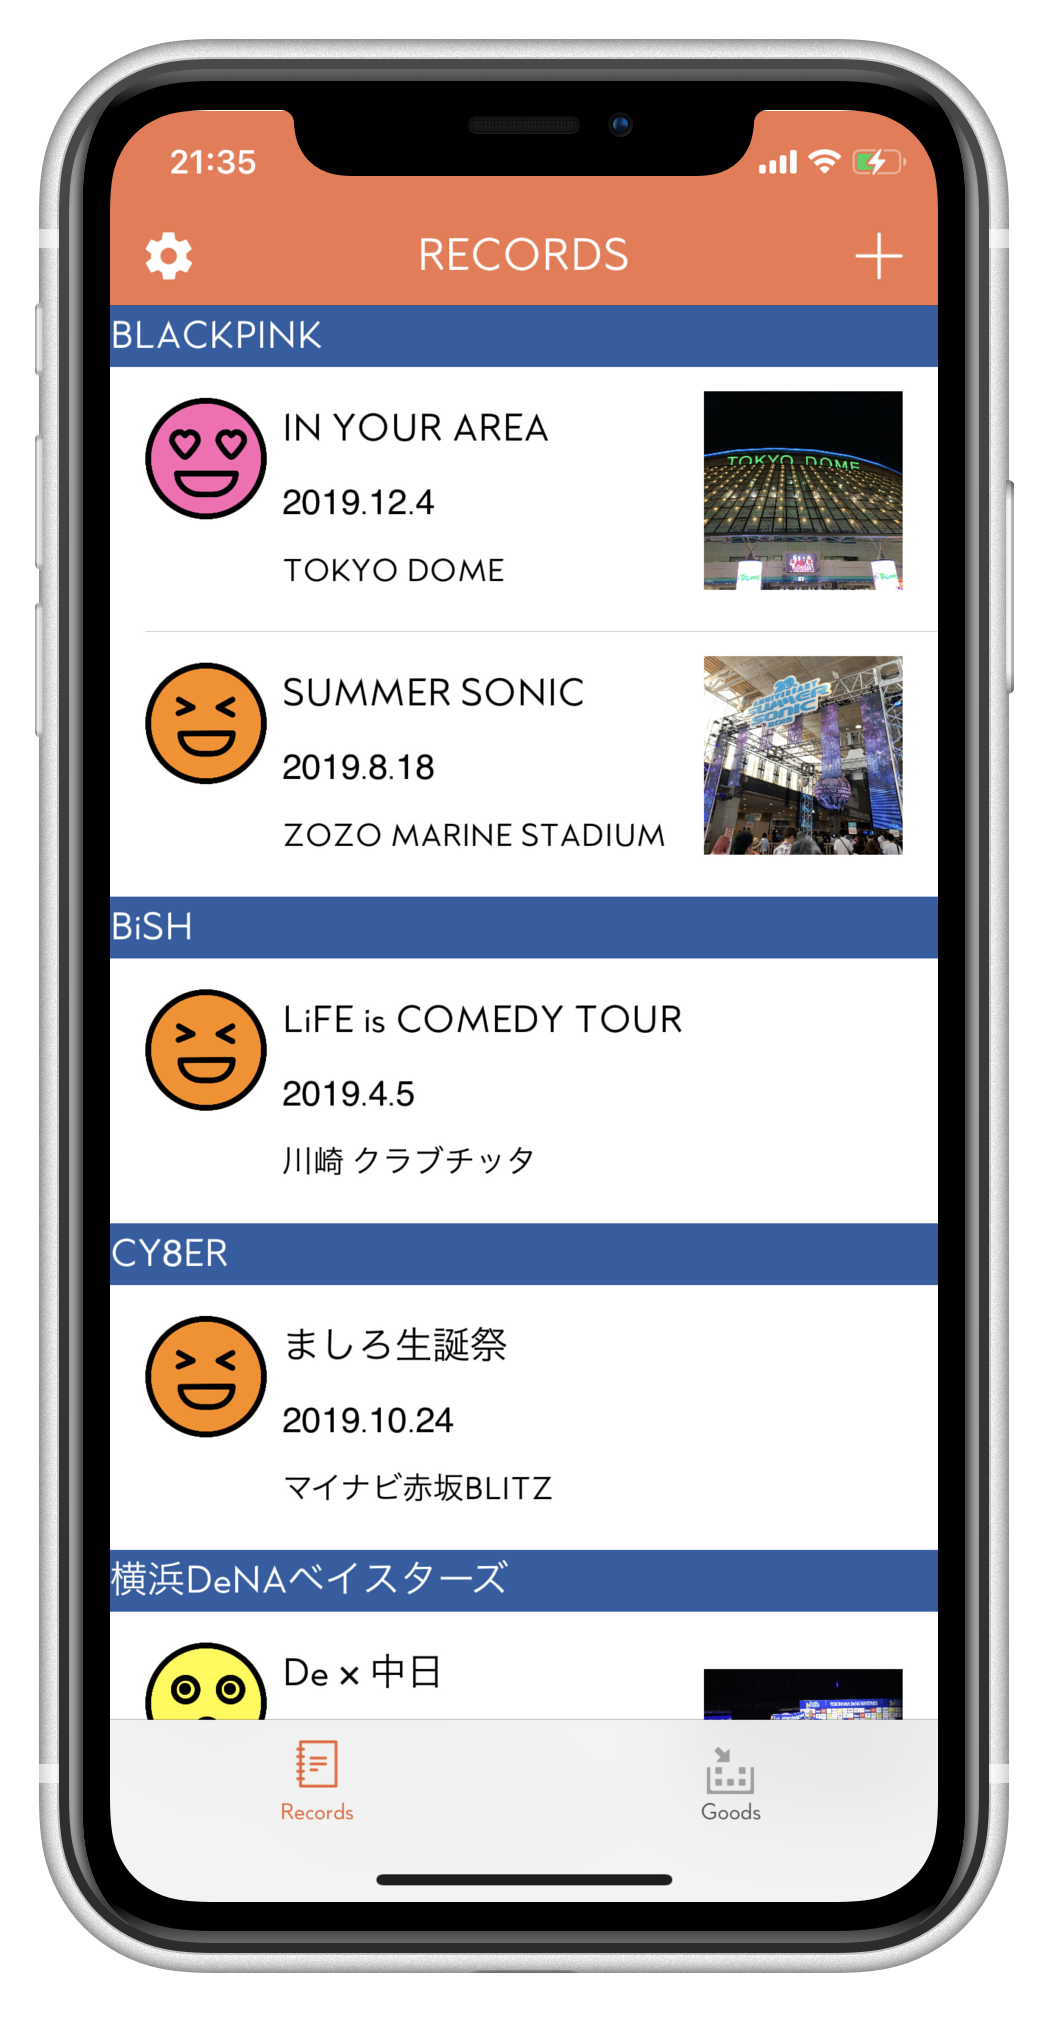 21:35
RECORDS
BLACKPINK
IN YOUR AREA
2019.12.4
TOKYO DOME
TOKYO DOME
SUMMER SONIC
2019.8.18
ZOZO MARINE STADIUM
ANNIVERSARY
SUMMER
SONIC
BiSH
LiFE is COMEDY TOUR
2019.4.5
川崎 クラブチッタ
CY8ER
ましろ生誕祭
2019.10.24
マイナビ赤坂BLITZ
横浜DeNAベイスターズ
De × 中日
Records
Goods